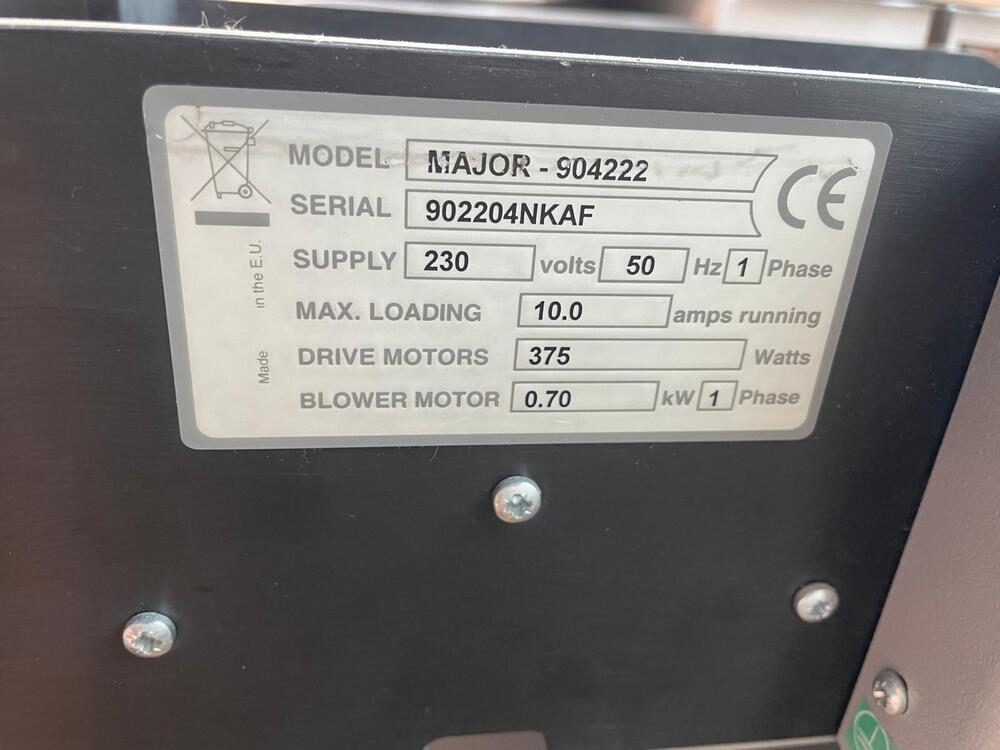 MODEL MAJOR - 904222
SERIAL 902204NKAF
SUPPLY 230 volts 50 Hz 1 Phase
MAX. LOADING 10.0 amps running
DRIVE MOTORS 375 Watts
BLOWER MOTOR 0.70 kW 1 Phase
CE
Made in the E.U.